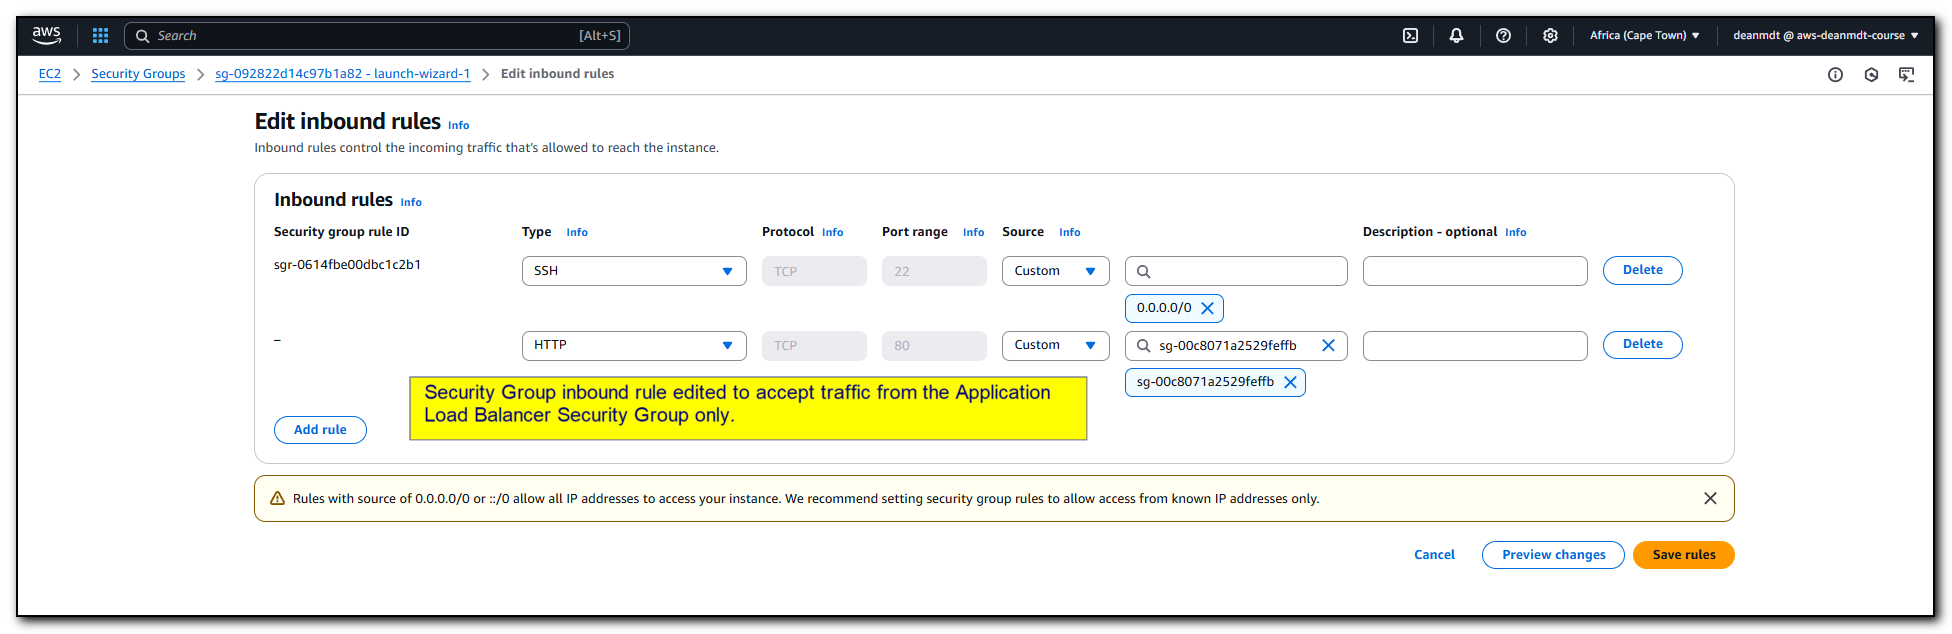 aws
Search [Alt+S]
Africa (Cape Town)
deanmdt @ aws-deanmdt-course
EC2 > Security Groups > sg-092822d14c97b1a82 - launch-wizard-1 > Edit inbound rules
Edit inbound rules Info
Inbound rules control the incoming traffic that's allowed to reach the instance.
Inbound rules Info
Security group rule ID Type Info Protocol Info Port range Info Source Info Description - optional Info
sgr-0614fbe00dbc1c2b1 SSH TCP 22 Custom Delete
0.0.0.0/0
– HTTP TCP 80 Custom sg-00c8071a2529feffb Delete
sg-00c8071a2529feffb
Security Group inbound rule edited to accept traffic from the Application
Load Balancer Security Group only.
Add rule
Rules with source of 0.0.0.0/0 or ::/0 allow all IP addresses to access your instance. We recommend setting security group rules to allow access from known IP addresses only.
Cancel Preview changes Save rules